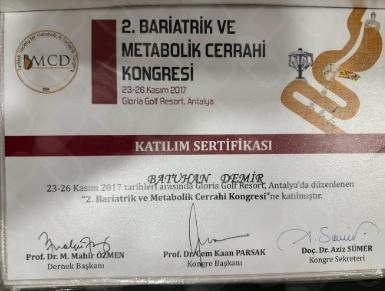 MCD
2. BARİATRİK VE
METABOLİK CERRAHİ
KONGRESİ
23-26 Kasım 2017
Gloria Golf Resort, Antalya
KATILIM SERTİFİKASI
BATUHAN DEMİR
23-26 Kasım 2017 tarihleri arasında Gloria Golf Resort, Antalya'da düzenlenen
"2. Bariatrik ve Metabolik Cerrahi Kongresi"ne katılmıştır.
Prof. Dr. M. Mahir ÖZMEN
Dernek Başkanı
Prof. Dr. Cem Kaan PARSAK
Kongre Başkanı
Doç. Dr. Aziz SÜMER
Kongre Sekreteri